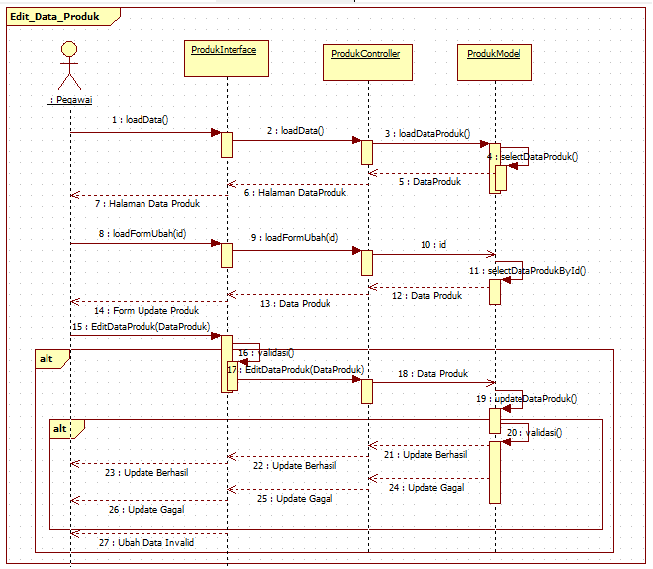 Edit_Data_Produk
ProdukInterface
ProdukController
ProdukModel
: Pegawai
1 : loadData()
2 : loadData()
3 : loadDataProduk()
4 : selectDataProduk()
5 : DataProduk
6 : Halaman DataProduk
7 : Halaman Data Produk
8 : loadFormUbah(id)
9 : loadFormUbah(id)
10 : id
11 : selectDataProdukById()
12 : Data Produk
13 : Data Produk
14 : Form Update Produk
15 : EditDataProduk(DataProduk)
alt
16 : validasi()
17 : EditDataProduk(DataProduk)
18 : Data Produk
19 : updateDataProduk()
alt
20 : validasi()
21 : Update Berhasil
22 : Update Berhasil
23 : Update Berhasil
24 : Update Gagal
25 : Update Gagal
26 : Update Gagal
27 : Ubah Data Invalid